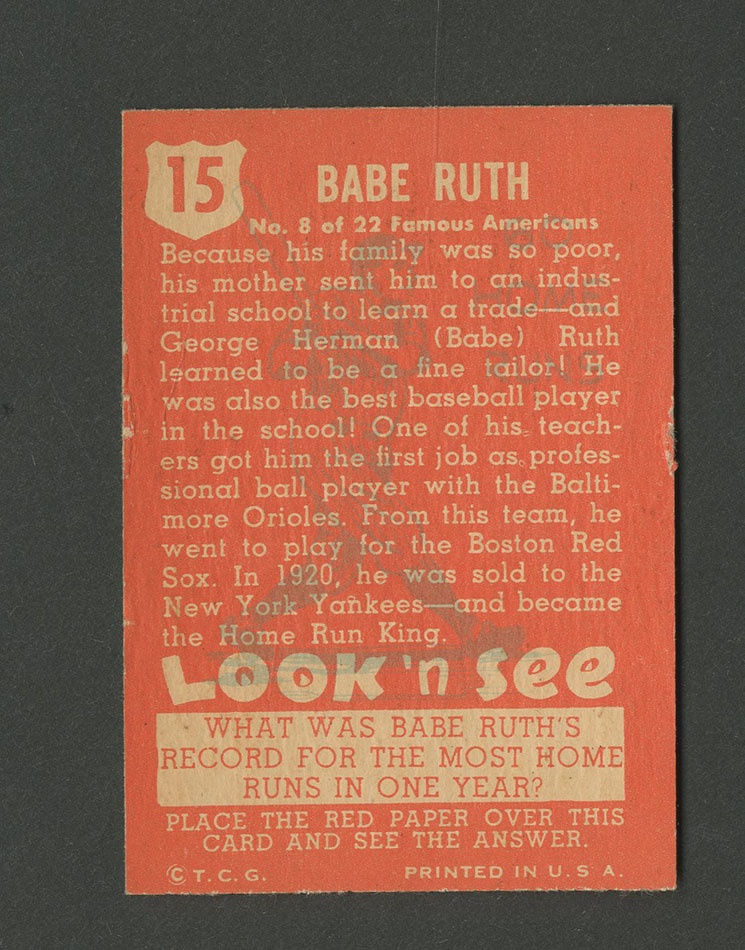 15
BABE RUTH
No. 8 of 22 Famous Americans
Because his family was so poor,
his mother sent him to an indus-
trial school to learn a trade—and
George Herman (Babe) Ruth
learned to be a fine tailor! He
was also the best baseball player
in the school! One of his teach-
ers got him the first job as profes-
sional ball player with the Balti-
more Orioles. From this team, he
went to play for the Boston Red
Sox. In 1920, he was sold to the
New York Yankees—and became
the Home Run King.
LOOK 'n SEE
WHAT WAS BABE RUTH'S
RECORD FOR THE MOST HOME
RUNS IN ONE YEAR?
PLACE THE RED PAPER OVER THIS
CARD AND SEE THE ANSWER.
© T. C. G. PRINTED IN U. S A.